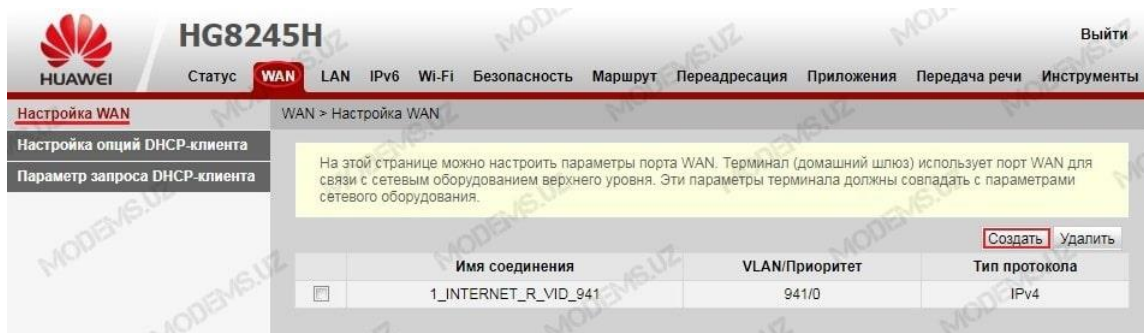 HG8245H
Выйти
HUAWEI
Статус WAN LAN IPv6 Wi-Fi Безопасность Маршрут Переадресация Приложения Передача речи Инструменты
Настройка WAN
WAN > Настройка WAN
Настройка опций DHCP-клиента
Параметр запроса DHCP-клиента
На этой странице можно настроить параметры порта WAN. Терминал (домашний шлюз) использует порт WAN для
связи с сетевым оборудованием верхнего уровня. Эти параметры терминала должны совпадать с параметрами
сетевого оборудования.
Создать Удалить
Имя соединения VLAN/Приоритет Тип протокола
1_INTERNET_R_VID_941 941/0 IPv4
MODEMS.UZ